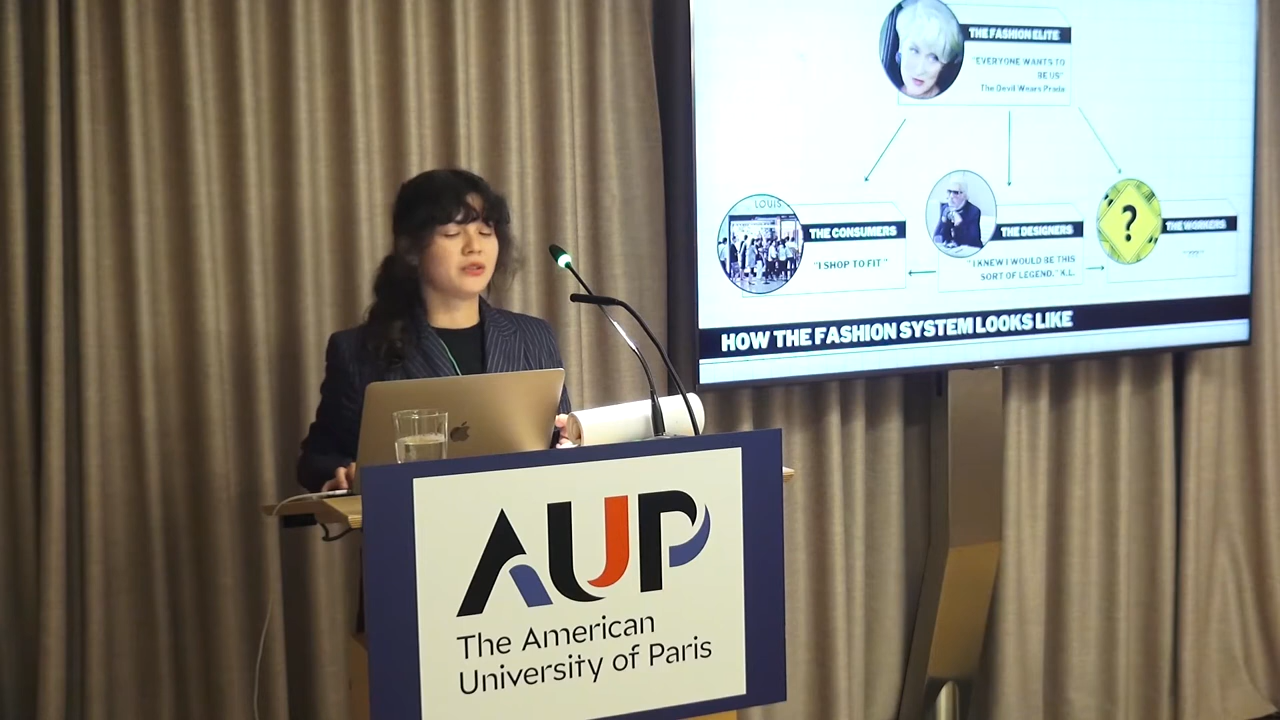 THE FASHION ELITE
"EVERYONE WANTS TO
BE US"
The Devil Wears Prada
LOUIS
THE CONSUMERS
"I SHOP TO FIT"
THE DESIGNERS
"I KNEW I WOULD BE THIS
SORT OF LEGEND." K.L.
?
THE WORKERS
HOW THE FASHION SYSTEM LOOKS LIKE
AUP
The American
University of Paris